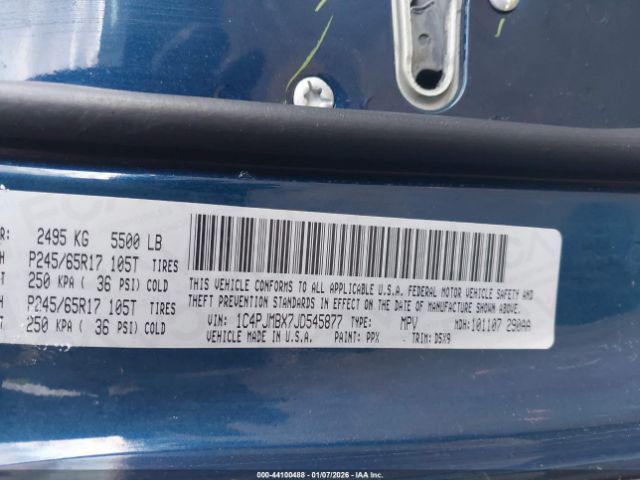 R: 2495 KG 5500 LB
H P245/65R17 105T TIRES
250 KPA ( 36 PSI) COLD
H P245/65R17 105T TIRES
250 KPA ( 36 PSI) COLD
THIS VEHICLE CONFORMS TO ALL APPLICABLE U.S.A. FEDERAL MOTOR VEHICLE SAFETY AND
THEFT PREVENTION STANDARDS IN EFFECT ON THE DATE OF MANUFACTURE SHOWN ABOVE.
VIN: 1C4PJMBX7JD545877 TYPE: MPV MDH: 101107 290AA
VEHICLE MADE IN U.S.A. PAINT: PPX TRIM: D5X9
000-44100488 - 01/07/2026 - IAAI.com